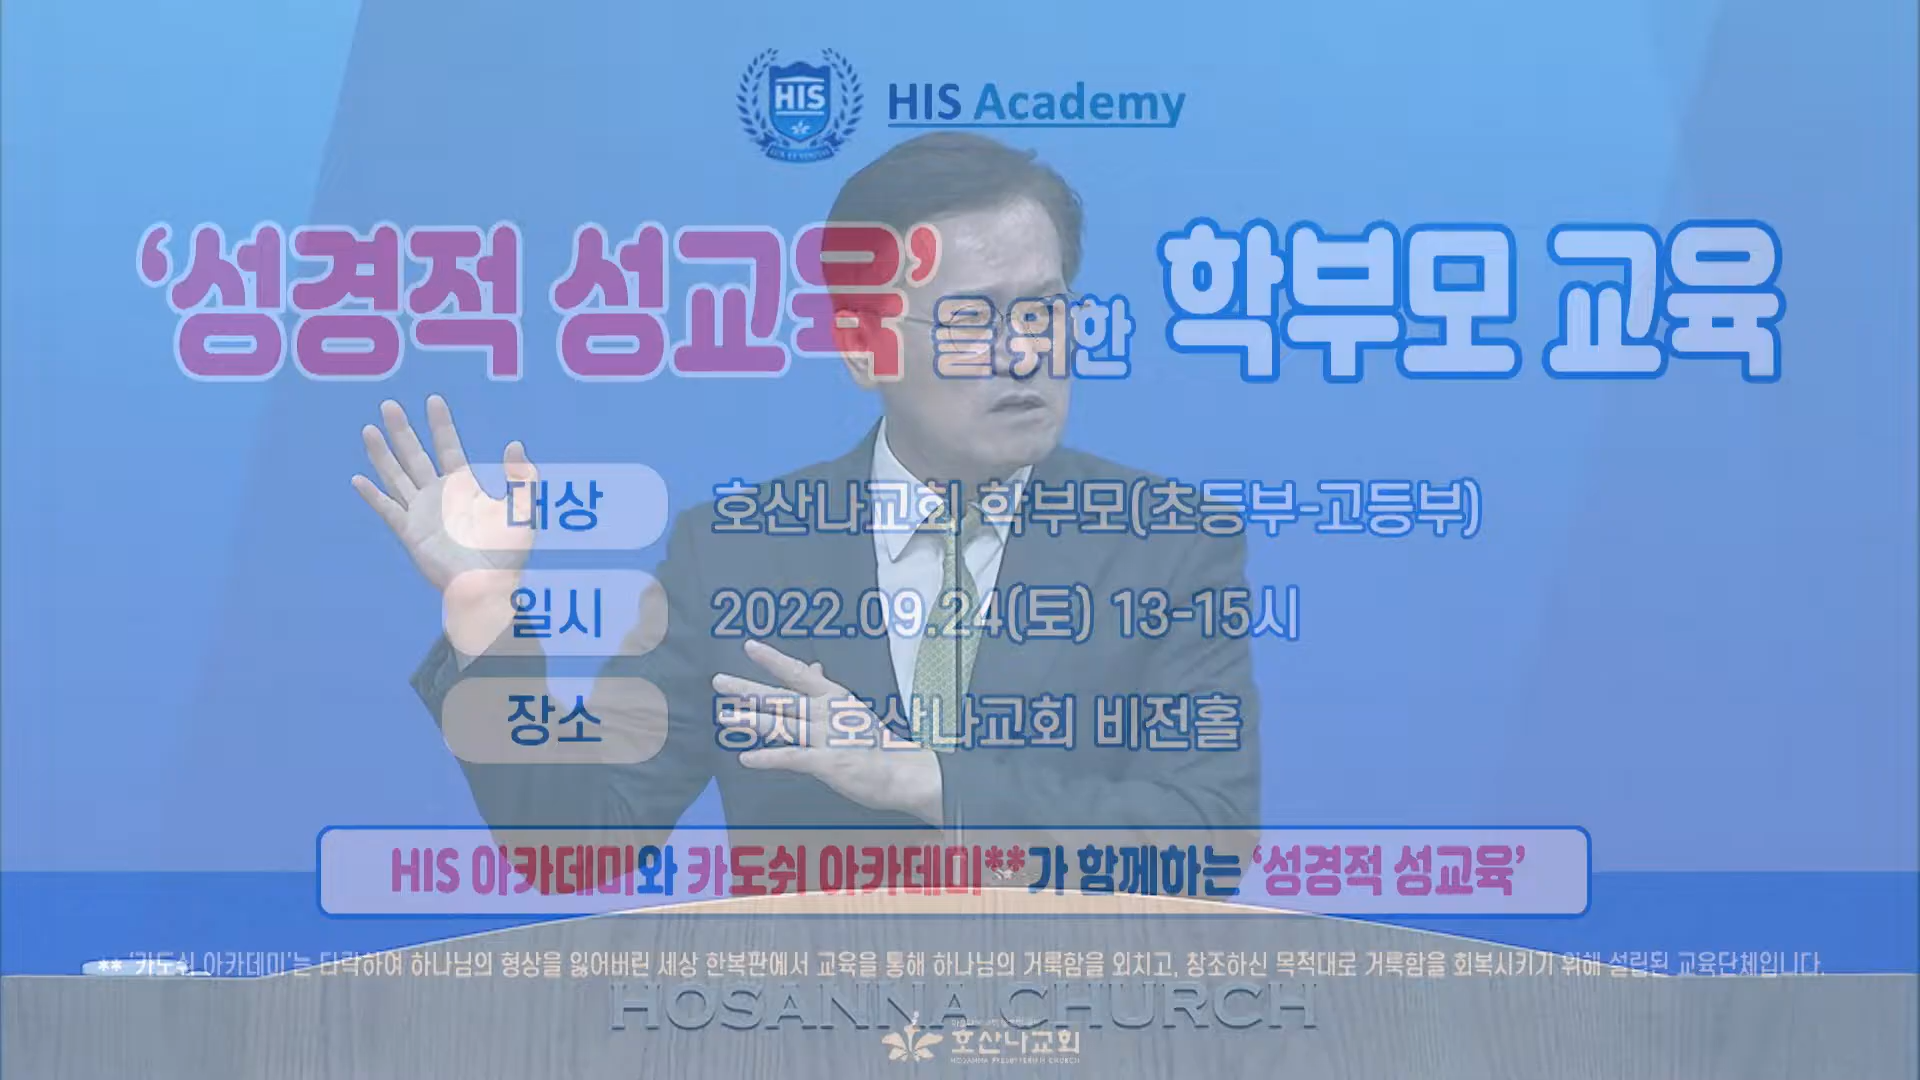 HIS
HIS Academy
‘성경적 성교육’을 위한 학부모 교육
대상 호산나교회 학부모(초등부-고등부)
일시 2022.09.24(토) 13-15시
장소 명지 호산나교회 비전홀
HIS 아카데미와 카도쉬 아카데미**가 함께하는 ‘성경적 성교육’
** ‘카도쉬 아카데미’는 타락하여 하나님의 형상을 잃어버린 세상 한복판에서 교육을 통해 하나님의 거룩함을 외치고, 창조하신 목적대로 거룩함을 회복시키기 위해 설립된 교육단체입니다.
HOSANNA CHURCH
호산나교회
HOSANNA PRESBYTERIAN CHURCH